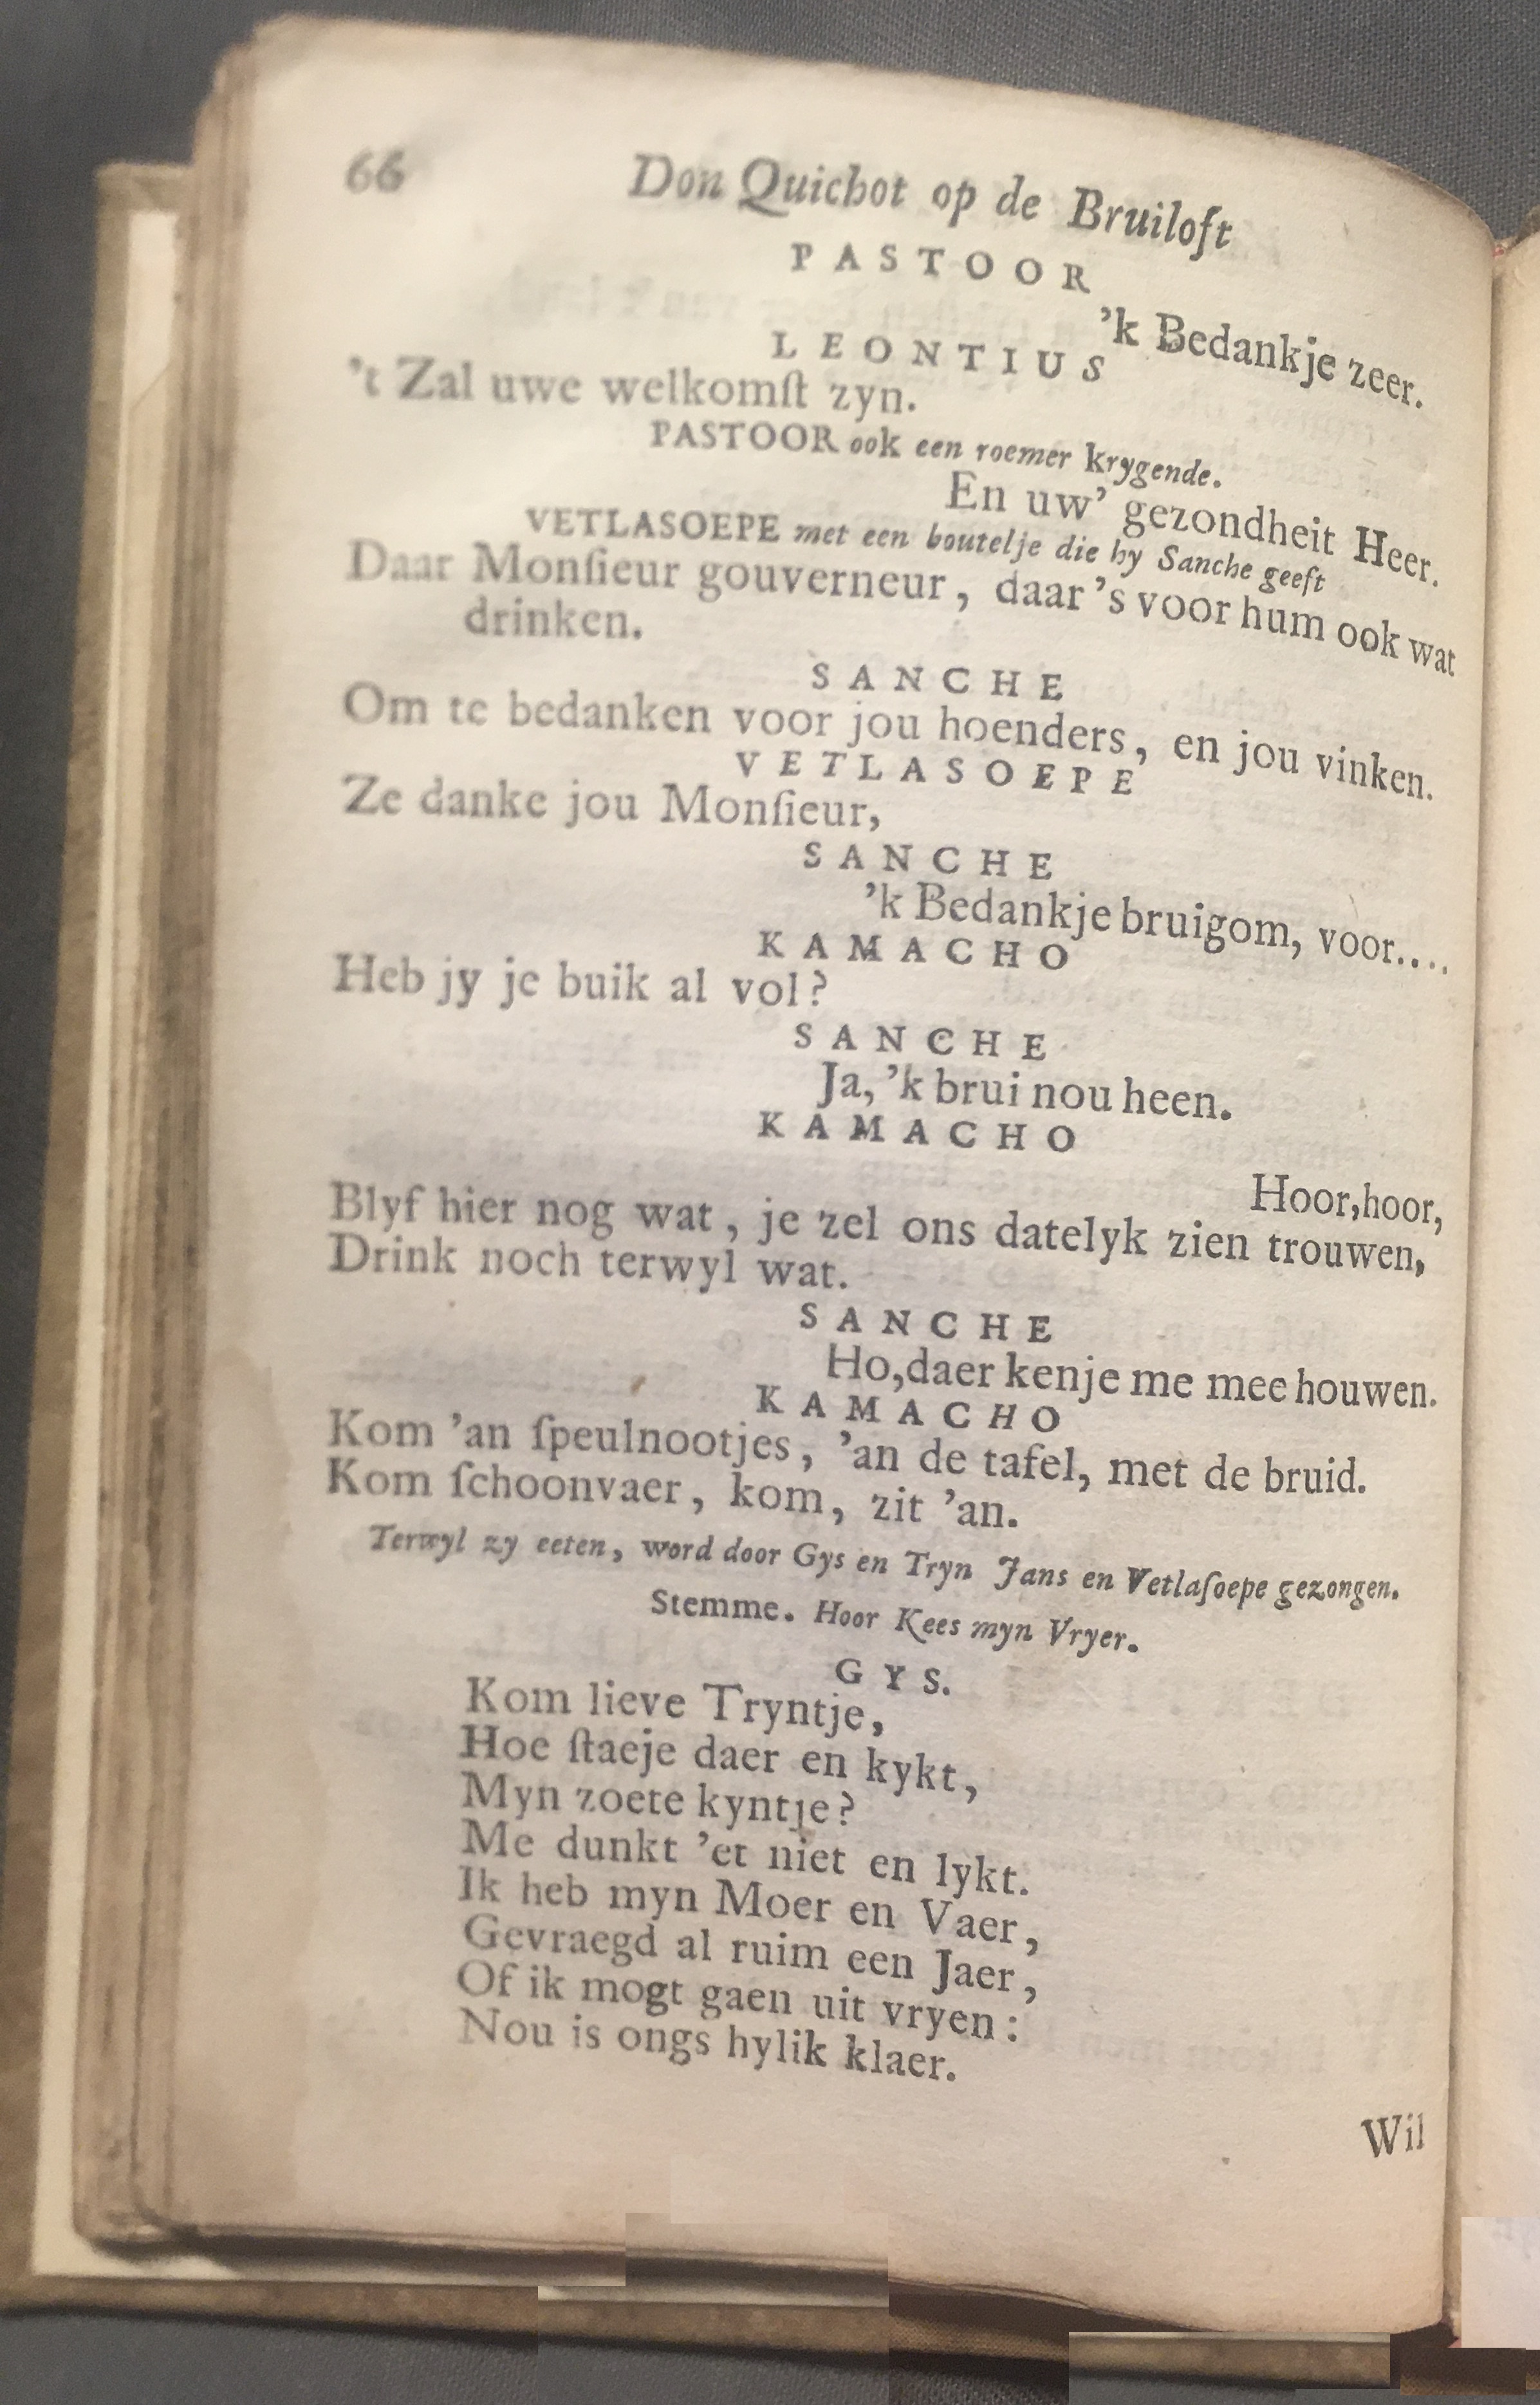 66 Don Quichot op de Bruiloft
PASTOOR
'k Bedankje zeer.
LEONTIUS
't Zal uwe welkomſt zyn.
PASTOOR ook een roemer krygende.
En uw' gezondheit Heer.
VETLASOEPE met een boutelje die hy Sanche geeft
Daar Monſieur gouverneur, daar 's voor hum ook wat
drinken.
SANCHE
Om te bedanken voor jou hoenders, en jou vinken.
VETLASOEPE
Ze danke jou Monſieur,
SANCHE
'k Bedankje bruigom, voor....
KAMACHO
Heb jy je buik al vol?
SANCHE
Ja, 'k brui nou heen.
KAMACHO
Hoor, hoor,
Blyf hier nog wat, je zel ons datelyk zien trouwen,
Drink noch terwyl wat.
SANCHE
Ho, daer kenje me mee houwen.
KAMACHO
Kom 'an ſpeulnootjes, 'an de tafel, met de bruid.
Kom ſchoonvaer, kom, zit 'an.
Terwyl zy eeten, word door Gys en Tryn Jans en Vetlaſoepe gezongen.
Stemme. Hoor Kees myn Vryer.
GYS.
Kom lieve Tryntje,
Hoe ſtaeje daer en kykt,
Myn zoete kyntje?
Me dunkt 'et niet en lykt.
Ik heb myn Moer en Vaer,
Gevraegd al ruim een Jaer,
Of ik mogt gaen uit vryen:
Nou is ongs hylik klaer.
Wil